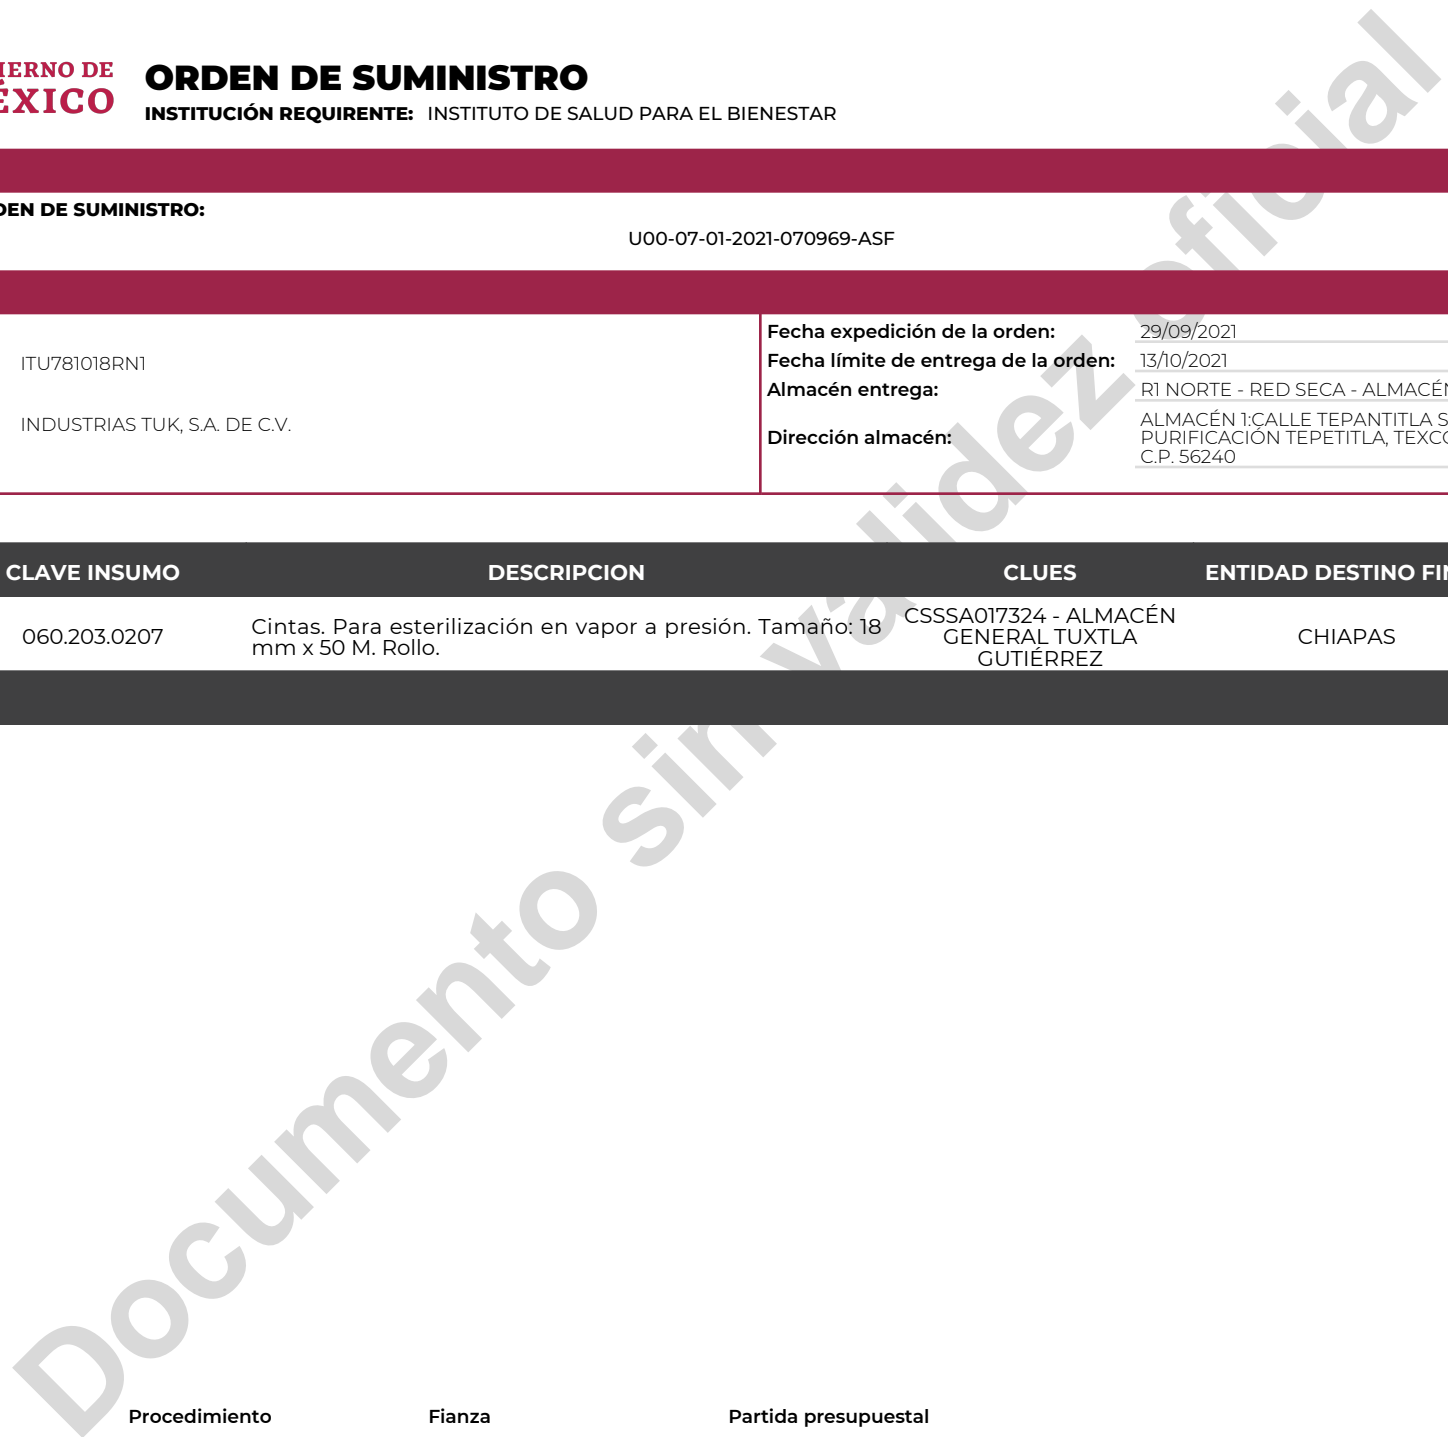 IERNO DE
ÉXICO
ORDEN DE SUMINISTRO
INSTITUCIÓN REQUIRENTE: INSTITUTO DE SALUD PARA EL BIENESTAR
DEN DE SUMINISTRO:
U00-07-01-2021-070969-ASF
ITU781018RN1
INDUSTRIAS TUK, S.A. DE C.V.
Fecha expedición de la orden: 29/09/2021
Fecha límite de entrega de la orden: 13/10/2021
Almacén entrega: R1 NORTE - RED SECA - ALMACÉN
Dirección almacén: ALMACÉN 1:CALLE TEPANTITLA S
PURIFICACIÓN TEPETITLA, TEXCO
C.P. 56240
CLAVE INSUMO DESCRIPCION CLUES ENTIDAD DESTINO FIN
060.203.0207
Cintas. Para esterilización en vapor a presión. Tamaño: 18
mm x 50 M. Rollo.
CSSSA017324 - ALMACÉN
GENERAL TUXTLA
GUTIÉRREZ
CHIAPAS
Documento sin validez oficial
Procedimiento Fianza Partida presupuestal